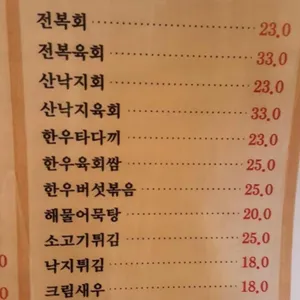 전복회 23.0
전복육회 33.0
산낙지회 23.0
산낙지육회 33.0
한우타다끼 23.0
한우육회쌈 25.0
한우버섯볶음 25.0
해물어묵탕 20.0
소고기튀김 25.0
낙지튀김 18.0
크림새우 18.0